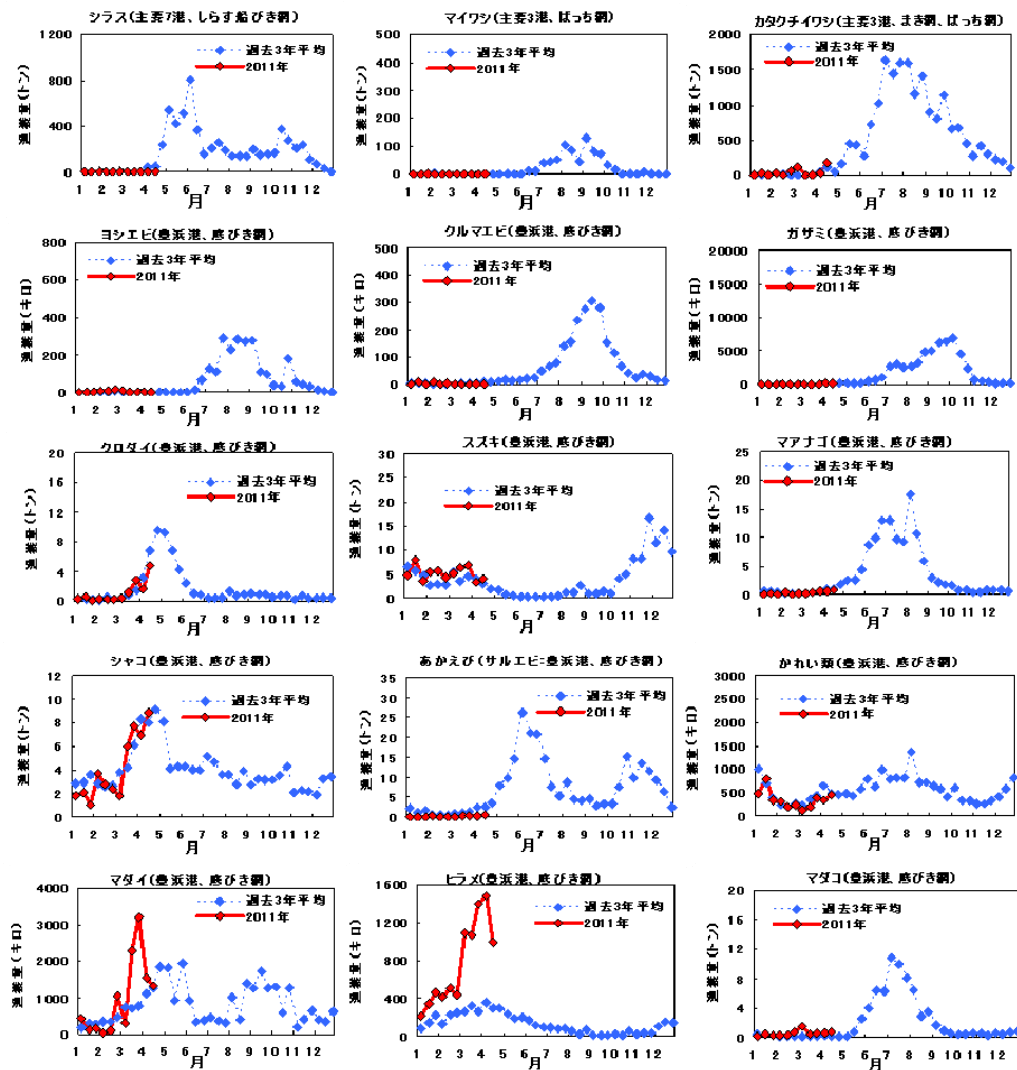 シラス(主要7港、しらす船びき網)
漁獲量(トン)
1200
800
400
0
過去3年平均
2011年
1 2 3 4 5 6 7 8 9 10 11 12
月
マイワシ(主要3港、ばっち網)
漁獲量(トン)
500
400
300
200
100
0
過去3年平均
2011年
1 2 3 4 5 6 7 8 9 10 11 12
月
カタクチイワシ(主要3港、まき網、ばっち網)
漁獲量(トン)
2000
1500
1000
500
0
過去3年平均
2011年
1 2 3 4 5 6 7 8 9 10 11 12
月
ヨシエビ(豊浜港、底びき網)
漁獲量(キロ)
800
600
400
200
0
過去3年平均
2011年
1 2 3 4 5 6 7 8 9 10 11 12
月
クルマエビ(豊浜港、底びき網)
漁獲量(キロ)
500
400
300
200
100
0
過去3年平均
2011年
1 2 3 4 5 6 7 8 9 10 11 12
月
ガザミ(豊浜港、底びき網)
漁獲量(キロ)
20000
15000
10000
5000
0
過去3年平均
2011年
1 2 3 4 5 6 7 8 9 10 11 12
月
クロダイ(豊浜港、底びき網)
漁獲量(トン)
20
16
12
8
4
0
過去3年平均
2011年
1 2 3 4 5 6 7 8 9 10 11 12
月
スズキ(豊浜港、底びき網)
漁獲量(トン)
30
25
20
15
10
5
0
過去3年平均
2011年
1 2 3 4 5 6 7 8 9 10 11 12
月
マアナゴ(豊浜港、底びき網)
漁獲量(トン)
25
20
15
10
5
0
過去3年平均
2011年
1 2 3 4 5 6 7 8 9 10 11 12
月
シャコ(豊浜港、底びき網)
漁獲量(トン)
12
10
8
6
4
2
0
過去3年平均
2011年
1 2 3 4 5 6 7 8 9 10 11 12
月
あかえび(サルエビ:豊浜港、底びき網)
漁獲量(トン)
35
30
25
20
15
10
5
0
過去3年平均
2011年
1 2 3 4 5 6 7 8 9 10 11 12
月
かれい類(豊浜港、底びき網)
漁獲量(キロ)
3000
2500
2000
1500
1000
500
0
過去3年平均
2011年
1 2 3 4 5 6 7 8 9 10 11 12
月
マダイ(豊浜港、底びき網)
漁獲量(キロ)
4000
3000
2000
1000
0
過去3年平均
2011年
1 2 3 4 5 6 7 8 9 10 11 12
月
ヒラメ(豊浜港、底びき網)
漁獲量(キロ)
1600
1200
800
400
0
過去3年平均
2011年
1 2 3 4 5 6 7 8 9 10 11 12
月
マダコ(豊浜港、底びき網)
漁獲量(トン)
20
16
12
8
4
0
過去3年平均
2011年
1 2 3 4 5 6 7 8 9 10 11 12
月